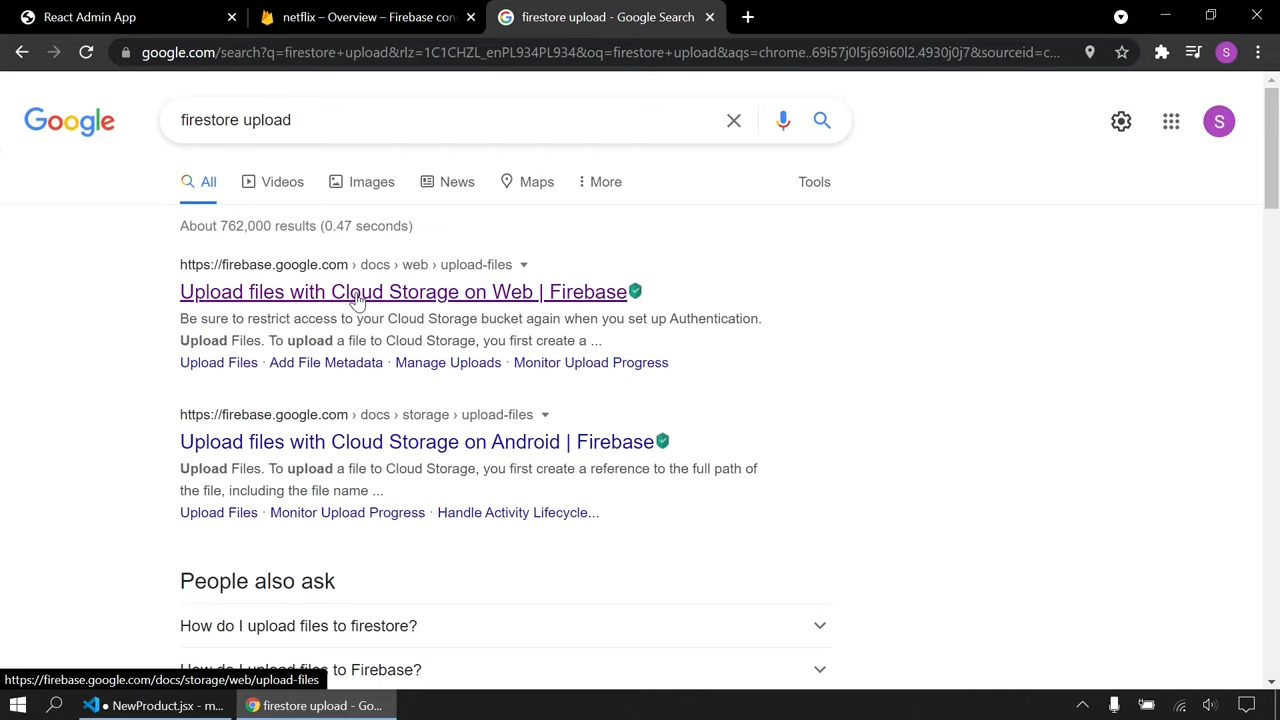 React Admin App
netflix – Overview – Firebase con
firestore upload - Google Search
google.com/search?q=firestore+upload&rlz=1C1CHZL_enPL934PL934&oq=firestore+upload&aqs=chrome..69i57j0l5j69i60l2.4930j0j7&sourceid=c...
S
Google
firestore upload
S
All
Videos
Images
News
Maps
More
Tools
About 762,000 results (0.47 seconds)
https://firebase.google.com › docs › web › upload-files
Upload files with Cloud Storage on Web | Firebase
Be sure to restrict access to your Cloud Storage bucket again when you set up Authentication.
Upload Files. To upload a file to Cloud Storage, you first create a ...
Upload Files · Add File Metadata · Manage Uploads · Monitor Upload Progress
https://firebase.google.com › docs › storage › upload-files
Upload files with Cloud Storage on Android | Firebase
Upload Files. To upload a file to Cloud Storage, you first create a reference to the full path of
the file, including the file name ...
Upload Files · Monitor Upload Progress · Handle Activity Lifecycle...
People also ask
How do I upload files to firestore?
How do I upload files to Firebase?
https://firebase.google.com/docs/storage/web/upload-files
● NewProduct.jsx - m...
firestore upload - Go...